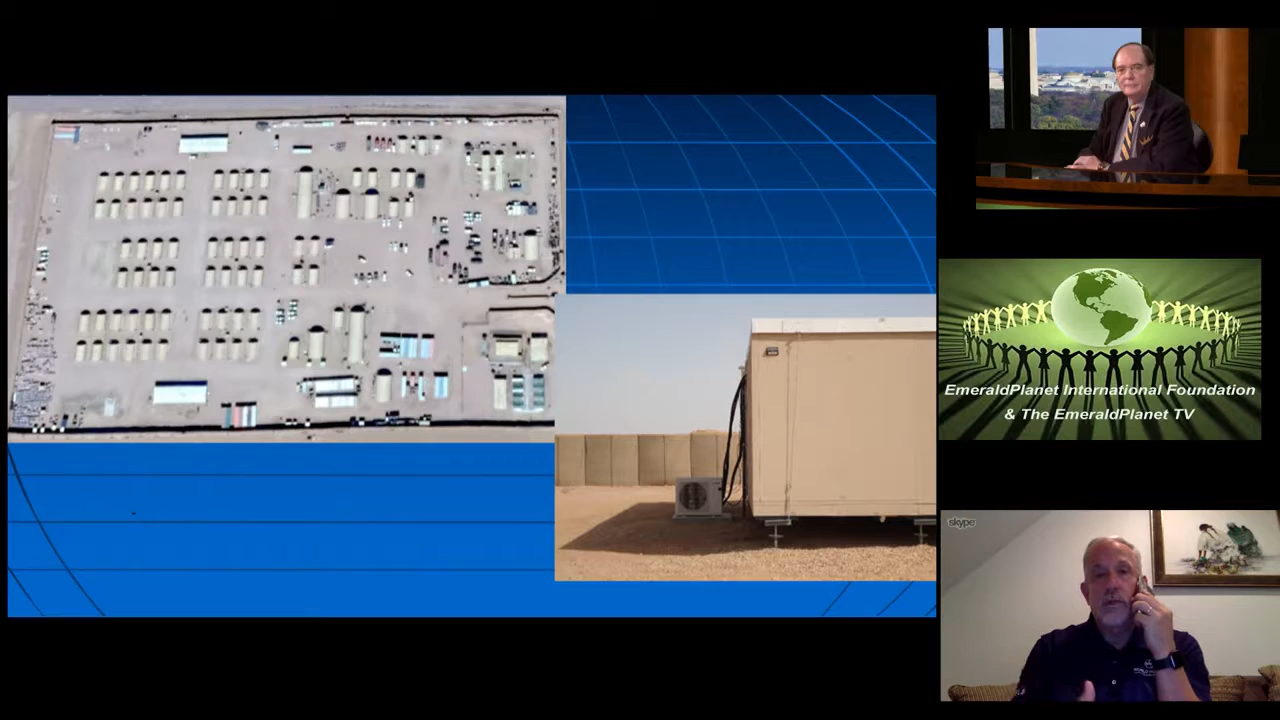 EmeraldPlanet International Foundation
& The EmeraldPlanet TV
skype